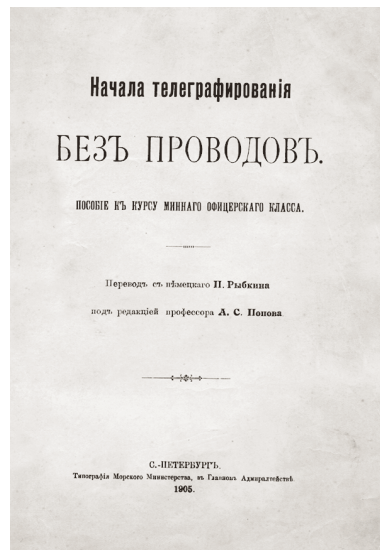 Начала телеграфированія
БЕЗЪ ПРОВОДОВЪ.
ПОСОБІЕ КЪ КУРСУ МИННАГО ОФИЦЕРСКАГО КЛАССА.
Переводъ съ нѣмецкаго П. Рыбкина
подъ редакціей профессора А. С. Попова
С.-ПЕТЕРБУРГЪ.
Типографія Морского Министерства, въ Главномъ Адмиралтействѣ.
1905.